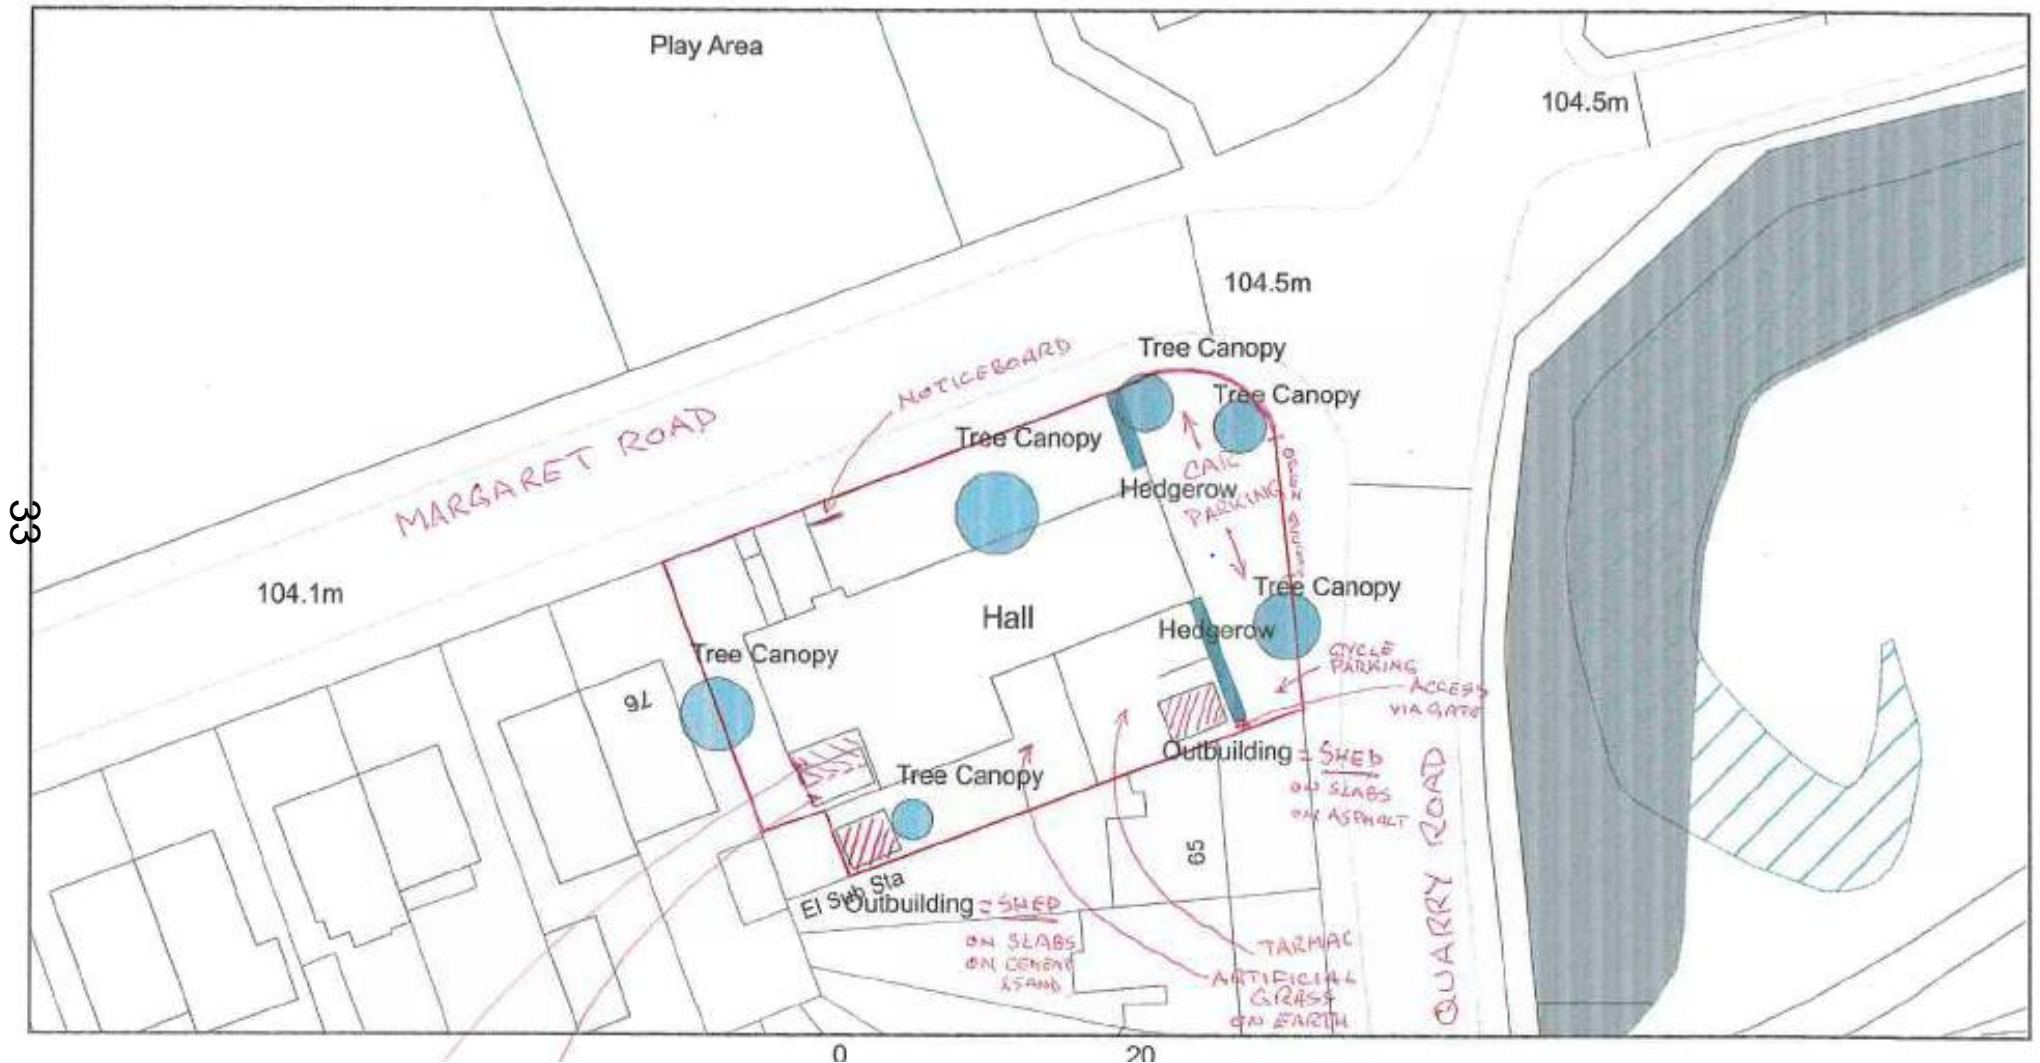 Play Area
104.5m
104.5m
Tree Canopy
NOTICEBOARD
Tree Canopy
MARGARET ROAD
Tree Canopy
CAR
PARKING
Hedgerow
OPEN
33
104.1m
Tree Canopy
Hall
Hedgerow
Tree Canopy
CYCLE
PARKING
76
ACCESS
VIA GATE
Outbuilding = SHED
ON SLABS
ON ASPHALT
Tree Canopy
65
QUARRY ROAD
El Sub Sta
Outbuilding = SHED
ON SLABS
ON CEMENT
& SAND
TARMAC
ARTIFICIAL
GRASS
ON EARTH
0
20